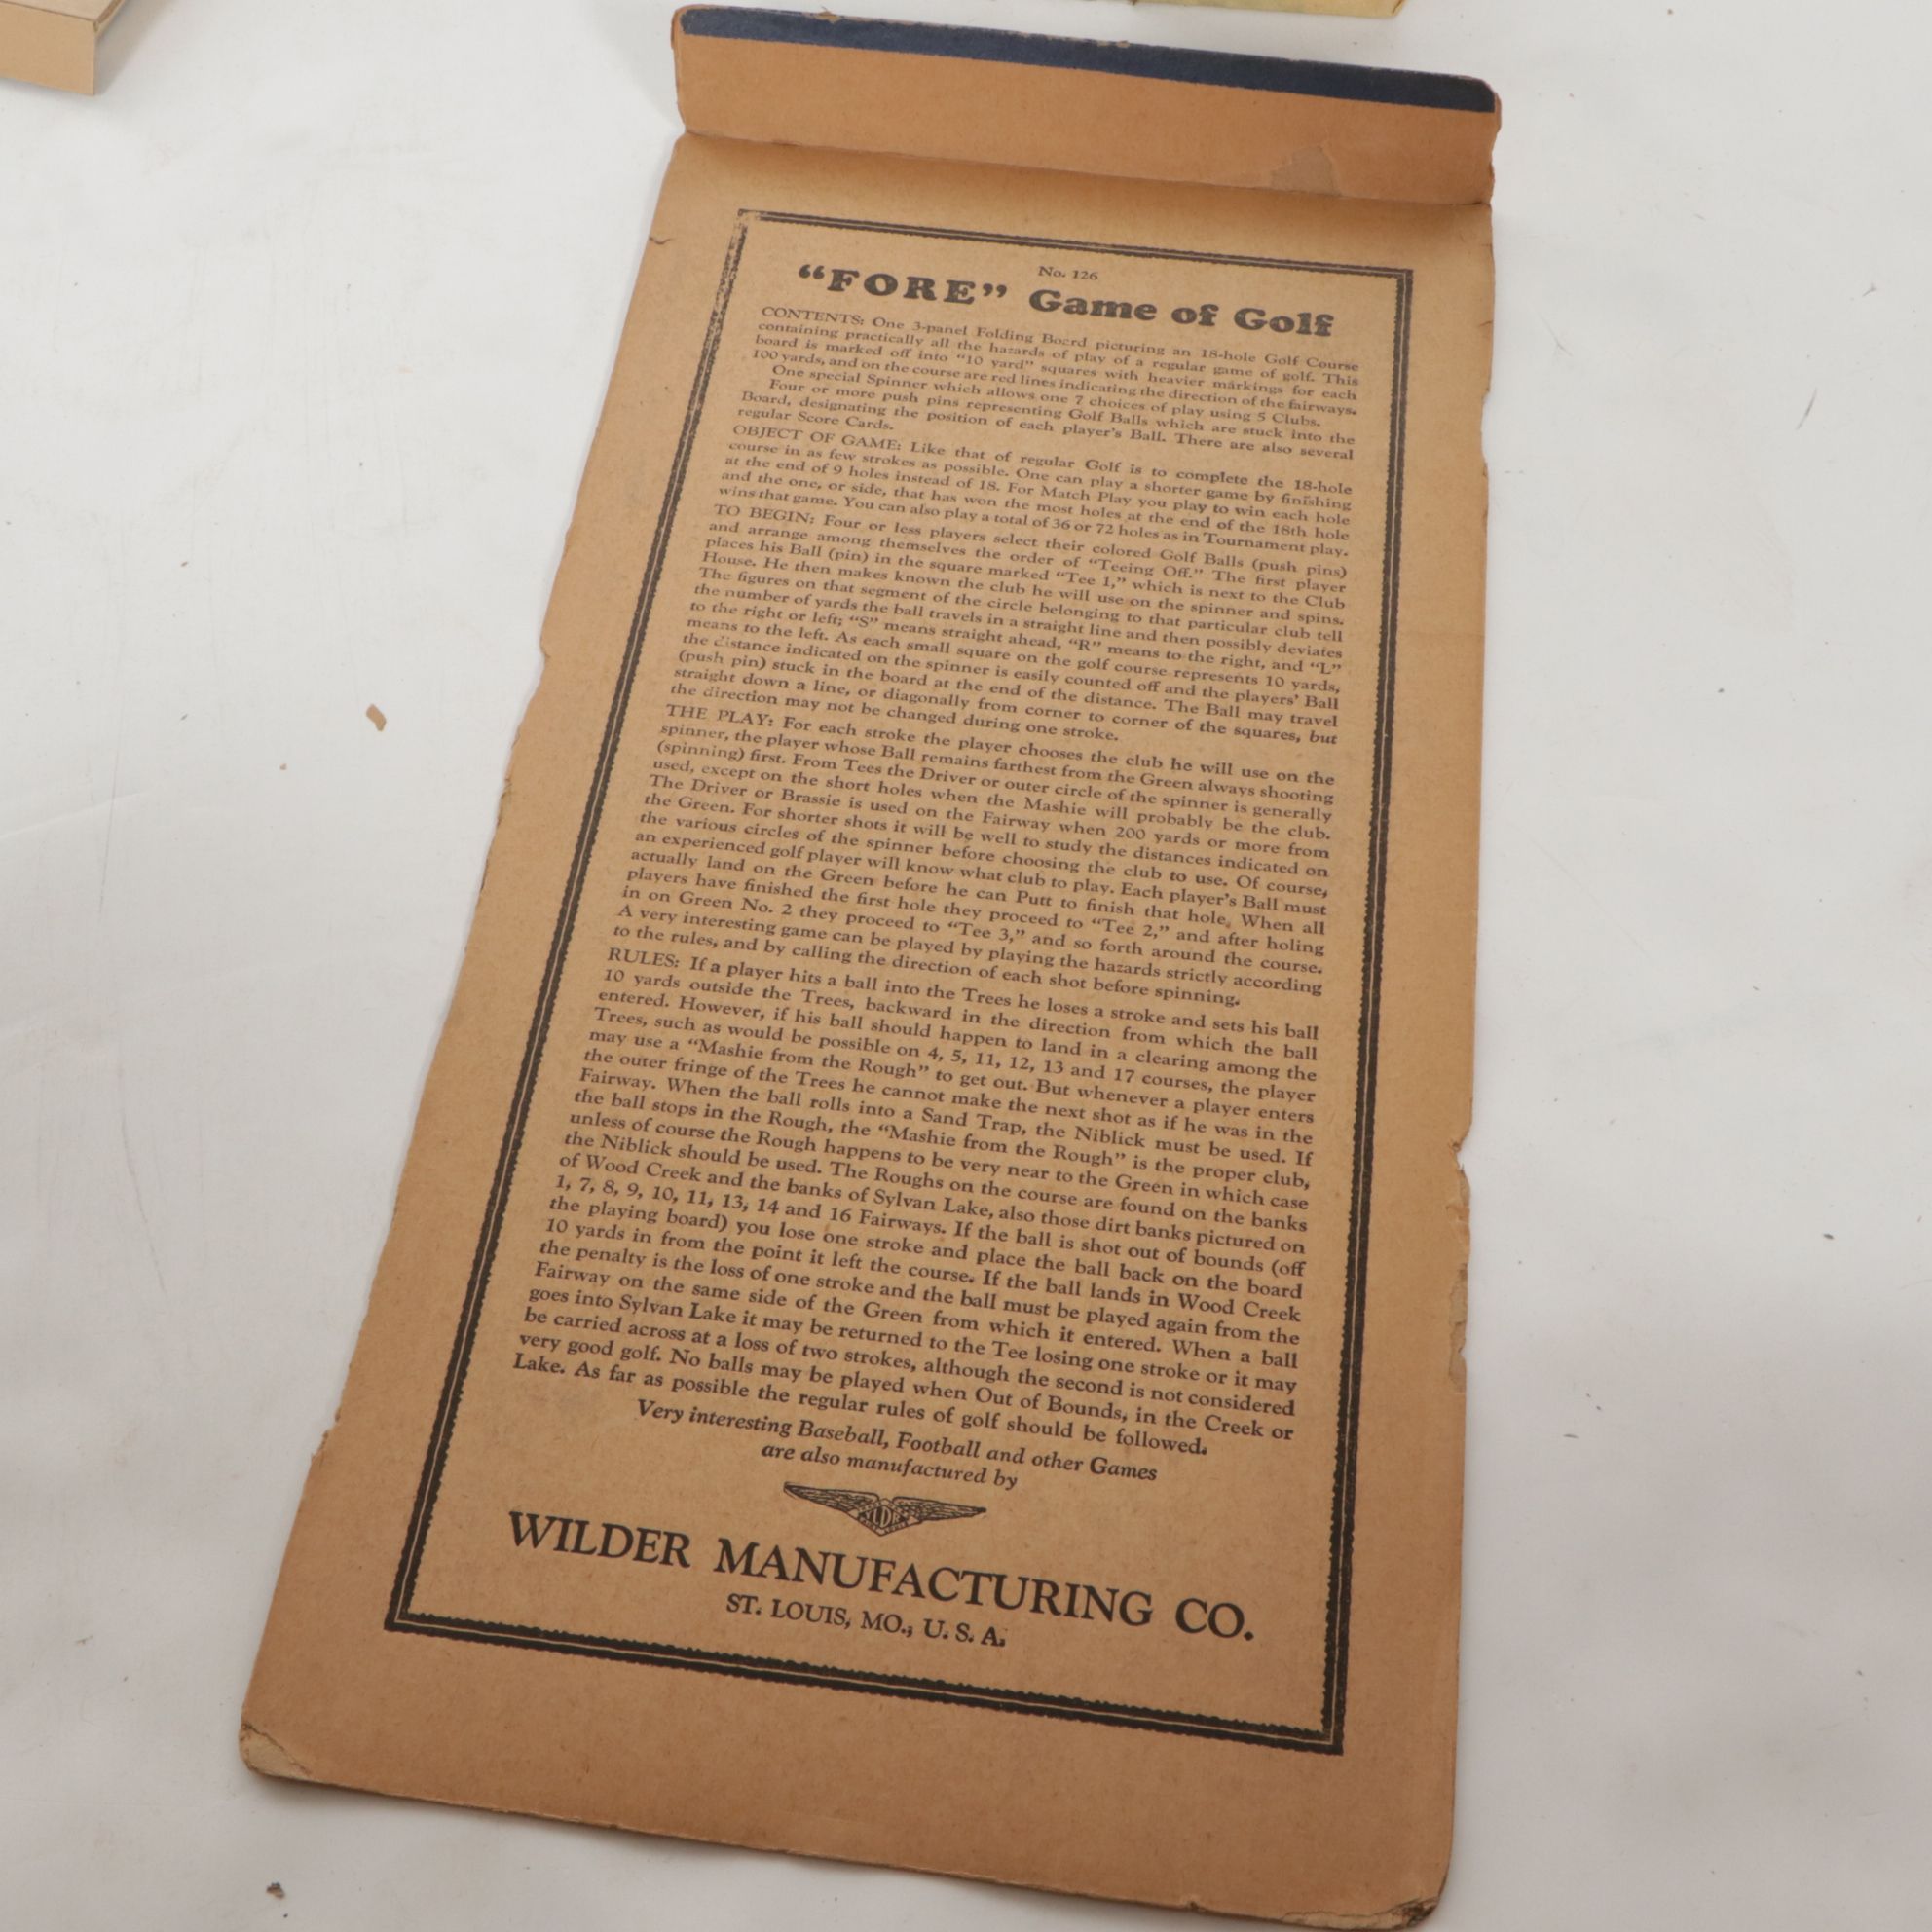 No. 126
“FORE” Game of Golf
CONTENTS: One 3-panel Folding Board picturing an 18-hole Golf Course
containing practically all the hazards of play of a regular game of golf. This
board is marked off into “10 yard” squares with heavier markings for each
100 yards, and on the course are red lines indicating the direction of the fairways.
One special Spinner which allows one 7 choices of play using 5 Clubs.
Four or more push pins representing Golf Balls which are stuck into the
Board, designating the position of each player's Ball. There are also several
regular Score Cards.
OBJECT OF GAME: Like that of regular Golf is to complete the 18-hole
course in as few strokes as possible. One can play a shorter game by finishing
at the end of 9 holes instead of 18. For Match Play you play to win each hole
and the one, or side, that has won the most holes at the end of the 18th hole
wins that game. You can also play a total of 36 or 72 holes as in Tournament play.
TO BEGIN: Four or less players select their colored Golf Balls (push pins)
and arrange among themselves the order of “Teeing Off.” The first player
places his Ball (pin) in the square marked “Tee 1,” which is next to the Club
House. He then makes known the club he will use on the spinner and spins.
The figures on that segment of the circle belonging to that particular club tell
the number of yards the ball travels in a straight line and then possibly deviates
to the right or left; “S” means straight ahead, “R” means to the right, and “L”
means to the left. As each small square on the golf course represents 10 yards,
the distance indicated on the spinner is easily counted off and the players' Ball
(push pin) stuck in the board at the end of the distance. The Ball may travel
straight down a line, or diagonally from corner to corner of the squares, but
the direction may not be changed during one stroke.
THE PLAY: For each stroke the player chooses the club he will use on the
spinner, the player whose Ball remains farthest from the Green always shooting
(spinning) first. From Tees the Driver or outer circle of the spinner is generally
used, except on the short holes when the Mashie will probably be the club.
The Driver or Brassie is used on the Fairway when 200 yards or more from
the Green. For shorter shots it will be well to study the distances indicated on
the various circles of the spinner before choosing the club to use. Of course,
an experienced golf player will know what club to play. Each player's Ball must
actually land on the Green before he can Putt to finish that hole. When all
players have finished the first hole they proceed to “Tee 2,” and after holing
in on Green No. 2 they proceed to “Tee 3,” and so forth around the course.
A very interesting game can be played by playing the hazards strictly according
to the rules, and by calling the direction of each shot before spinning.
RULES: If a player hits a ball into the Trees he loses a stroke and sets his ball
10 yards outside the Trees, backward in the direction from which the ball
entered. However, if his ball should happen to land in a clearing among the
Trees, such as would be possible on 4, 5, 11, 12, 13 and 17 courses, the player
may use a “Mashie from the Rough” to get out. But whenever a player enters
the outer fringe of the Trees he cannot make the next shot as if he was in the
Fairway. When the ball rolls into a Sand Trap, the Niblick must be used. If
the ball stops in the Rough, the “Mashie from the Rough” is the proper club,
unless of course the Rough happens to be very near to the Green in which case
the Niblick should be used. The Roughs on the course are found on the banks
of Wood Creek and the banks of Sylvan Lake, also those dirt banks pictured on
1, 7, 8, 9, 10, 11, 13, 14 and 16 Fairways. If the ball is shot out of bounds (off
the playing board) you lose one stroke and place the ball back on the board
10 yards in from the point it left the course. If the ball lands in Wood Creek
the penalty is the loss of one stroke and the ball must be played again from the
Fairway on the same side of the Green from which it entered. When a ball
goes into Sylvan Lake it may be returned to the Tee losing one stroke or it may
be carried across at a loss of two strokes, although the second is not considered
very good golf. No balls may be played when Out of Bounds, in the Creek or
Lake. As far as possible the regular rules of golf should be followed.
Very interesting Baseball, Football and other Games
are also manufactured by
WILDER MANUFACTURING CO.
ST. LOUIS, MO., U. S. A.